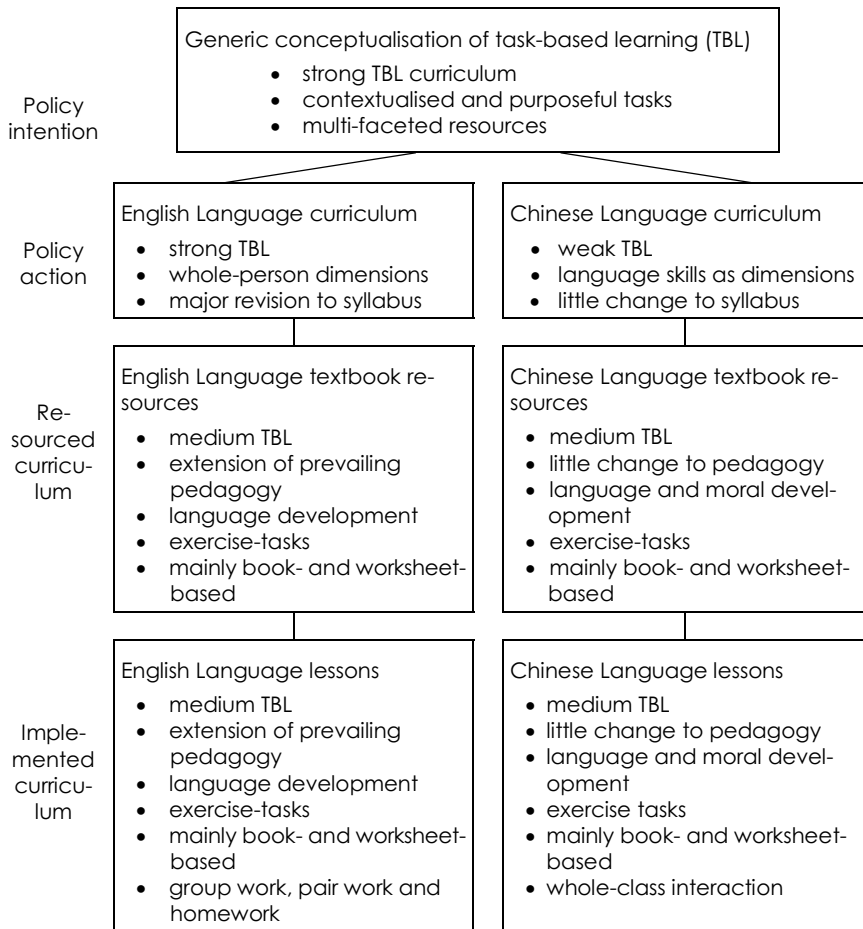 Generic conceptualisation of task-based learning (TBL)
• strong TBL curriculum
• contextualised and purposeful tasks
• multi-faceted resources
Policy
intention
English Language curriculum
• strong TBL
• whole-person dimensions
• major revision to syllabus
Chinese Language curriculum
• weak TBL
• language skills as dimensions
• little change to syllabus
Policy
action
English Language textbook re-
sources
• medium TBL
• extension of prevailing
pedagogy
• language development
• exercise-tasks
• mainly book- and worksheet-
based
Chinese Language textbook re-
sources
• medium TBL
• little change to pedagogy
• language and moral devel-
opment
• exercise-tasks
• mainly book- and worksheet-
based
Re-
sourced
curricu-
lum
English Language lessons
• medium TBL
• extension of prevailing
pedagogy
• language development
• exercise-tasks
• mainly book- and worksheet-
based
• group work, pair work and
homework
Chinese Language lessons
• medium TBL
• little change to pedagogy
• language and moral devel-
opment
• exercise tasks
• mainly book- and worksheet-
based
• whole-class interaction
Imple-
mented
curricu-
lum